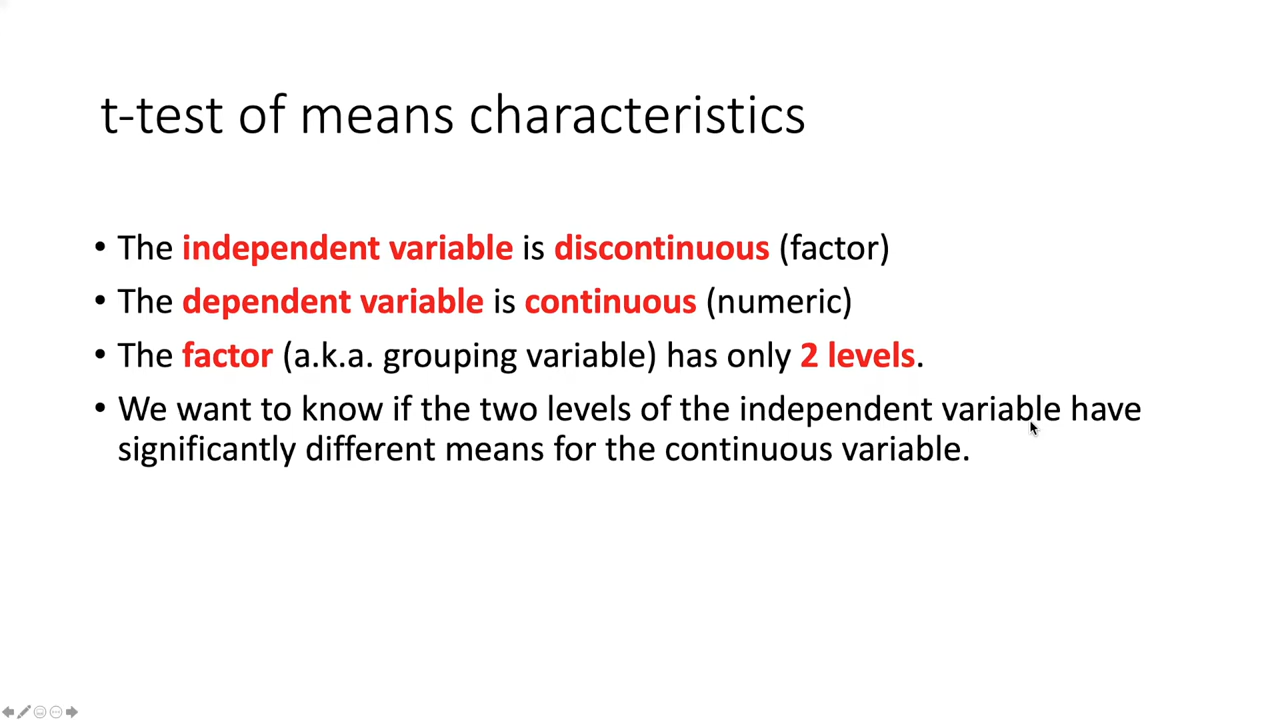 t-test of means characteristics
• The independent variable is discontinuous (factor)
• The dependent variable is continuous (numeric)
• The factor (a.k.a. grouping variable) has only 2 levels.
• We want to know if the two levels of the independent variable have
significantly different means for the continuous variable.